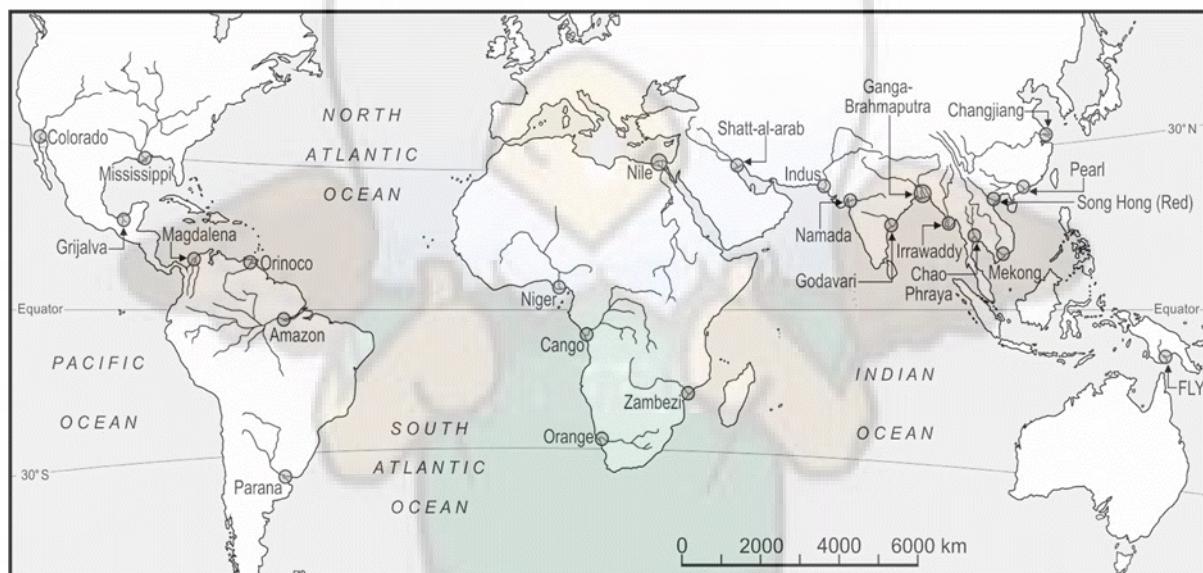 NORTH
ATLANTIC
OCEAN
Colorado
Mississippi
Grijalva
Magdalena
Orinoco
Amazon
Parana
Equator
PACIFIC
OCEAN
30° S
SOUTH
ATLANTIC
OCEAN
Nile
Niger
Cango
Zambezi
Orange
Shatt-al-arab
Indus
Namada
Godavari
Ganga-
Brahmaputra
Irrawaddy
Chao
Phraya
Mekong
Changjiang
30° N
Pearl
Song Hong (Red)
Equator
FLY
INDIAN
OCEAN
0 2000 4000 6000 km